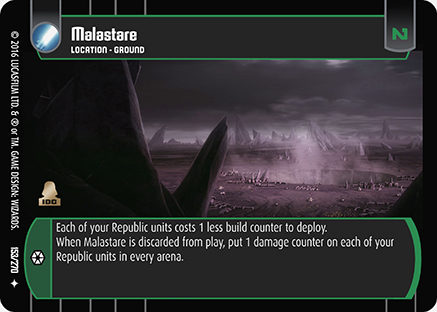 Malastare
LOCATION - GROUND
N
© 2016 LUCASFILM LTD. & ® or TM. GAME DESIGN: WIZARDS.
IDC
Each of your Republic units costs 1 less build counter to deploy.
When Malastare is discarded from play, put 1 damage counter on each of your
Republic units in every arena.
153/270